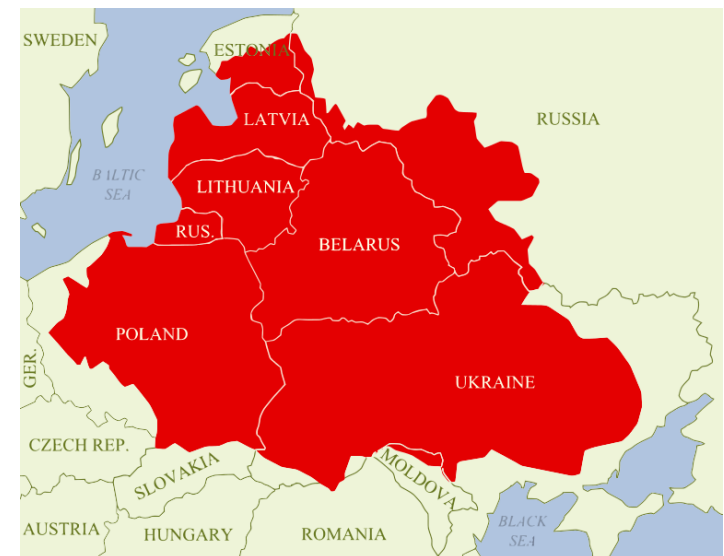 SWEDEN
ESTONIA
RUSSIA
LATVIA
BALTIC
SEA
LITHUANIA
RUS.
BELARUS
POLAND
GER.
UKRAINE
CZECH REP.
SLOVAKIA
MOLDOVA
AUSTRIA
HUNGARY
ROMANIA
BLACK
SEA